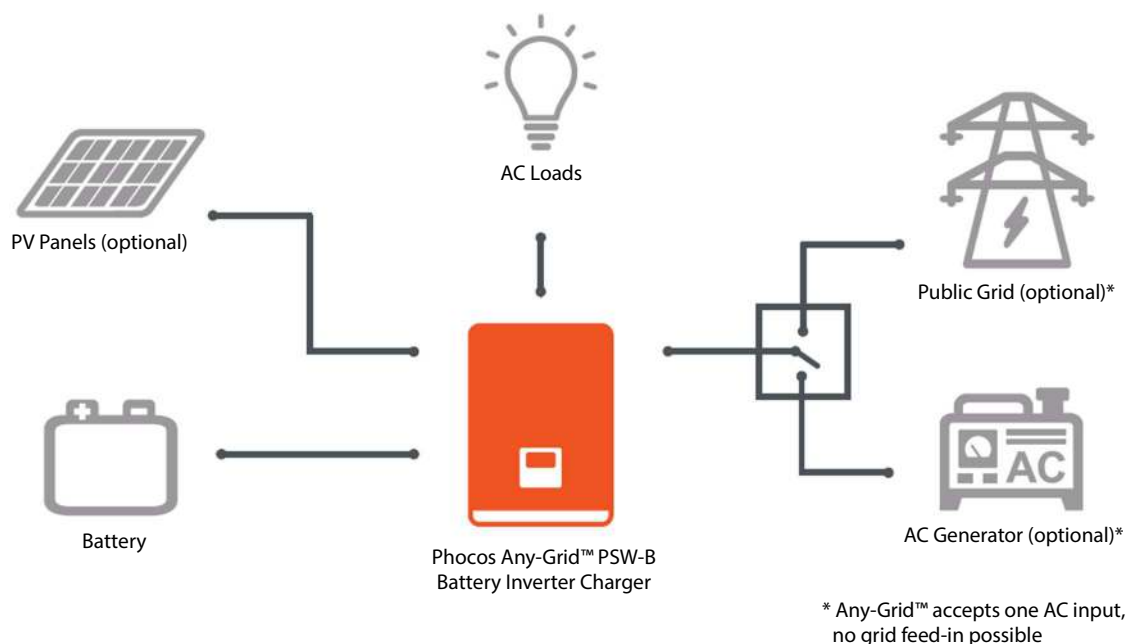 AC Loads
PV Panels (optional)
Public Grid (optional)*
AC
Battery
AC Generator (optional)*
Phocos Any-Grid™ PSW-B
Battery Inverter Charger
* Any-Grid™ accepts one AC input,
no grid feed-in possible